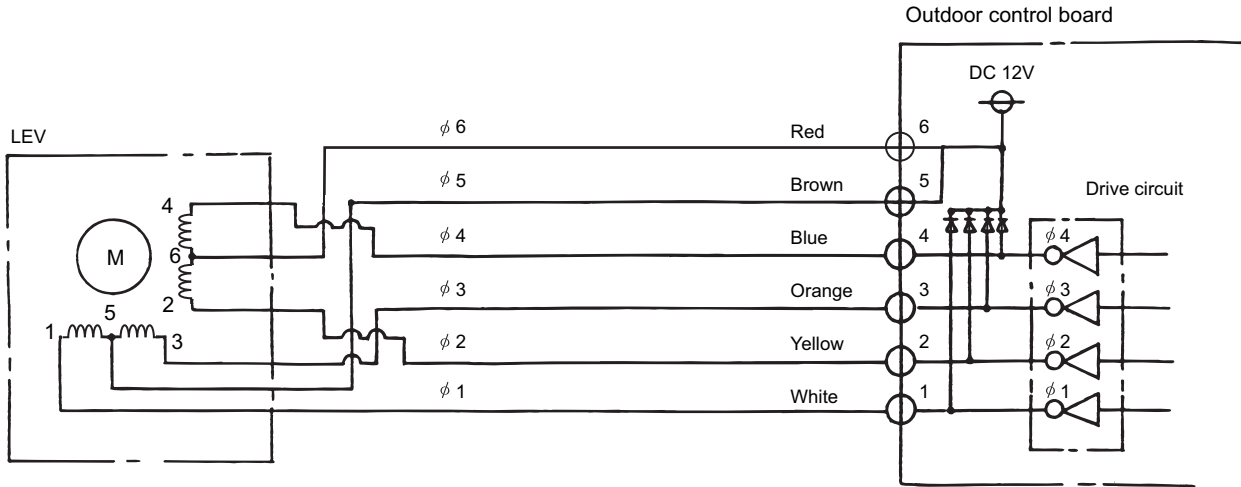 Outdoor control board
DC 12V
LEV
ϕ 6 Red 6
ϕ 5 Brown 5
Drive circuit
4
ϕ 4 Blue 4 ϕ 4
M
6
ϕ 3 Orange 3 ϕ 3
2
5
1 3
ϕ 2 Yellow 2 ϕ 2
ϕ 1 White 1 ϕ 1